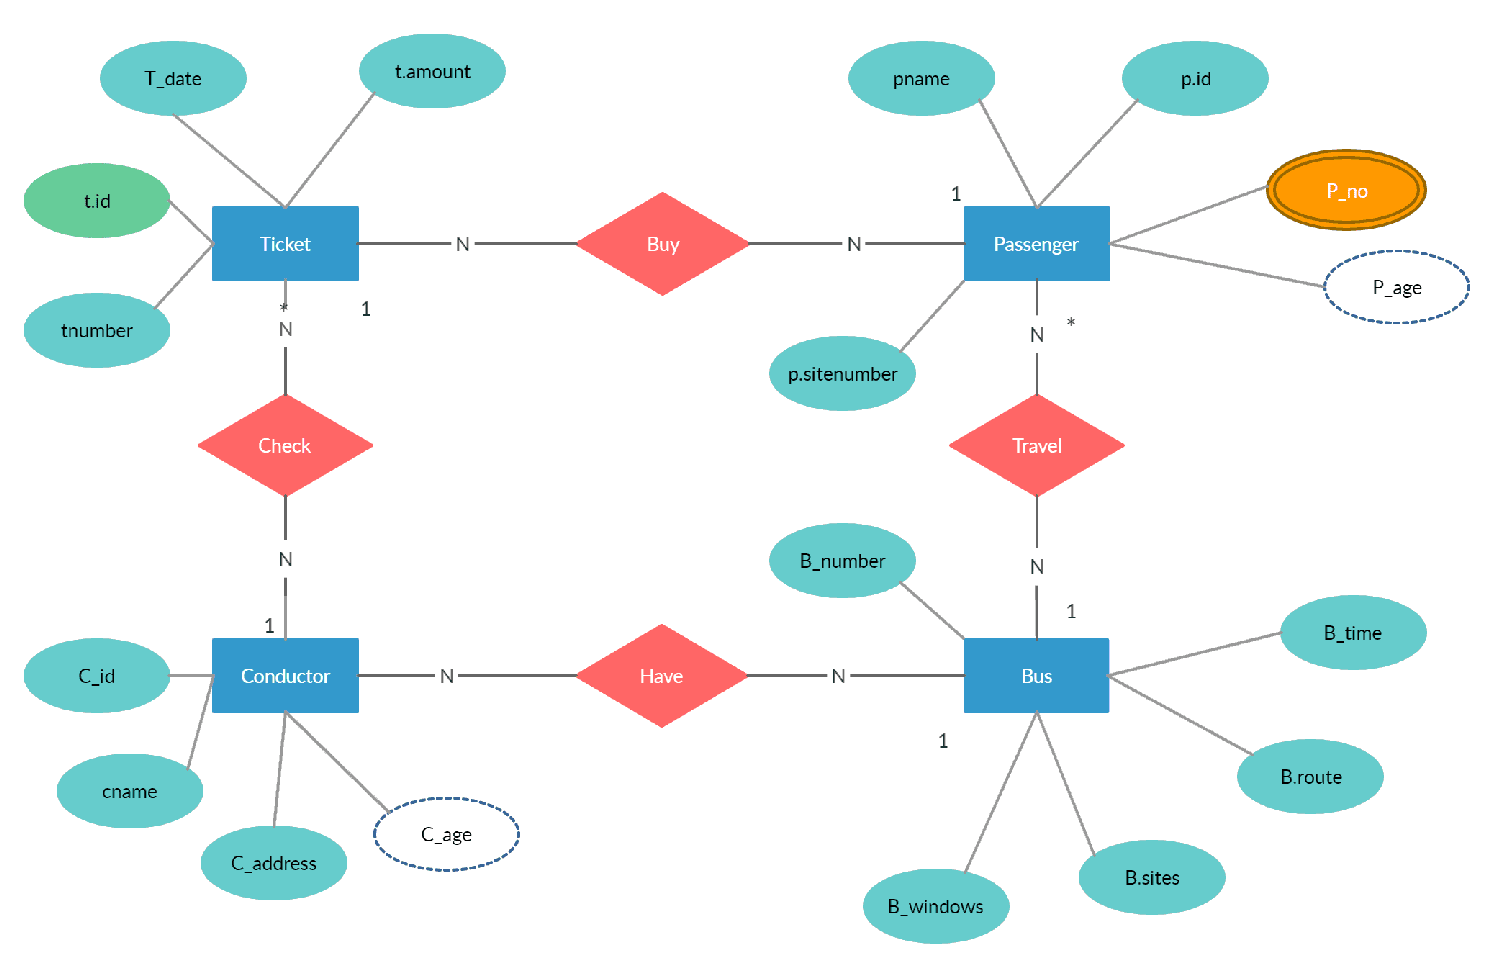 T_date
t.amount
pname
p.id
t.id
P_no
1
Ticket
N
Buy
N
Passenger
P_age
tnumber
*
N
1
N
*
p.sitenumber
Check
Travel
N
B_number
N
1
1
B_time
C_id
Conductor
N
Have
N
Bus
1
B.route
cname
C_age
C_address
B.sites
B_windows